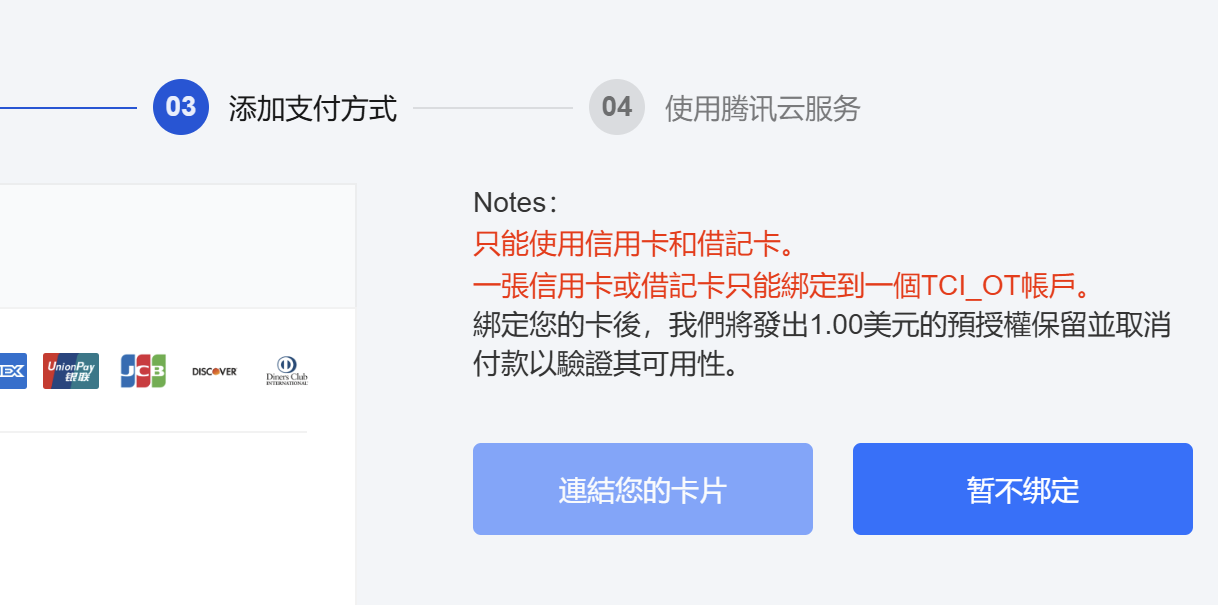 03 添加支付方式 04 使用腾讯云服务
Notes：
只能使用信用卡和借記卡。
一張信用卡或借記卡只能綁定到一個TCI_OT帳戶。
綁定您的卡後，我們將發出1.00美元的預授權保留並取消
付款以驗證其可用性。
EX UnionPay 银联 JCB DISCOVER Diners Club INTERNATIONAL
連結您的卡片 暂不绑定